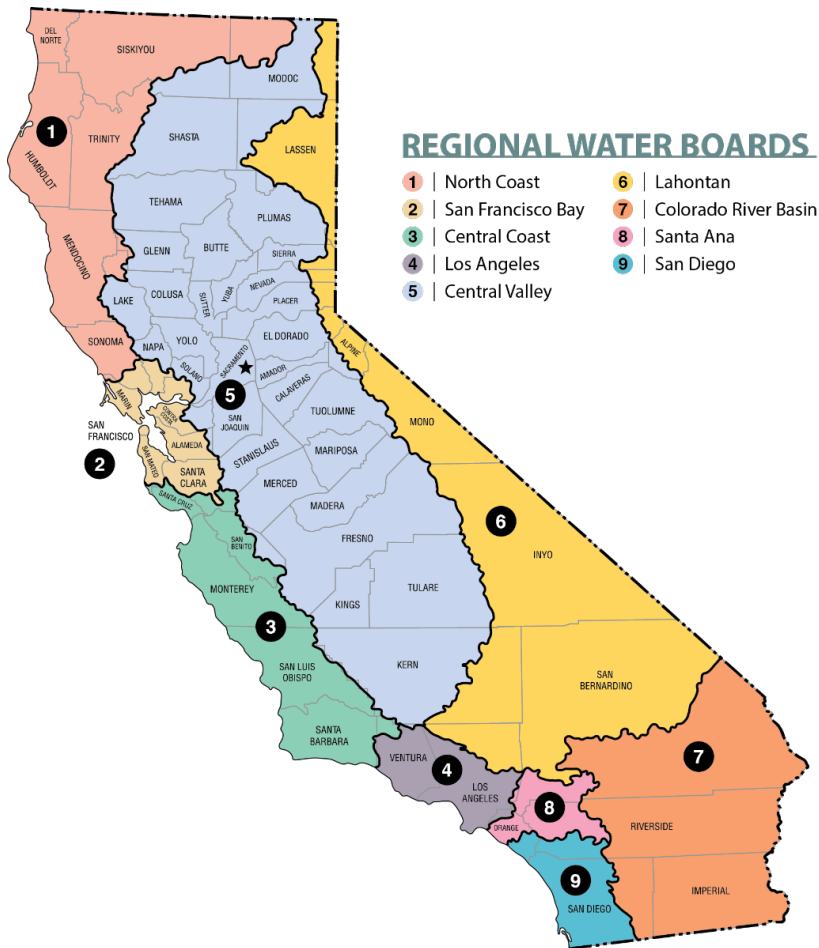 DEL
NORTE
SISKIYOU
MODOC
1
TRINITY
HUMBOLDT
SHASTA
LASSEN
REGIONAL WATER BOARDS
1 | North Coast
2 | San Francisco Bay
3 | Central Coast
4 | Los Angeles
5 | Central Valley
6 | Lahontan
7 | Colorado River Basin
8 | Santa Ana
9 | San Diego
TEHAMA
PLUMAS
MENDOCINO
GLENN
BUTTE
SIERRA
LAKE
COLUSA
SUTTER
YUBA
NEVADA
PLACER
SONOMA
NAPA
YOLO
SOLANO
SACRAMENTO
EL DORADO
ALPINE
AMADOR
CALAVERAS
5
MARIN
SAN
FRANCISCO
2
CONTRA
COSTA
ALAMEDA
SAN MATEO
SANTA
CLARA
SAN
JOAQUIN
TUOLUMNE
MONO
STANISLAUS
MARIPOSA
MERCED
MADERA
SANTA CRUZ
SAN
BENITO
FRESNO
6
INYO
MONTEREY
KINGS
TULARE
3
SAN LUIS
OBISPO
KERN
SAN
BERNARDINO
SANTA
BARBARA
VENTURA
4
LOS
ANGELES
7
8
ORANGE
RIVERSIDE
9
SAN DIEGO
IMPERIAL